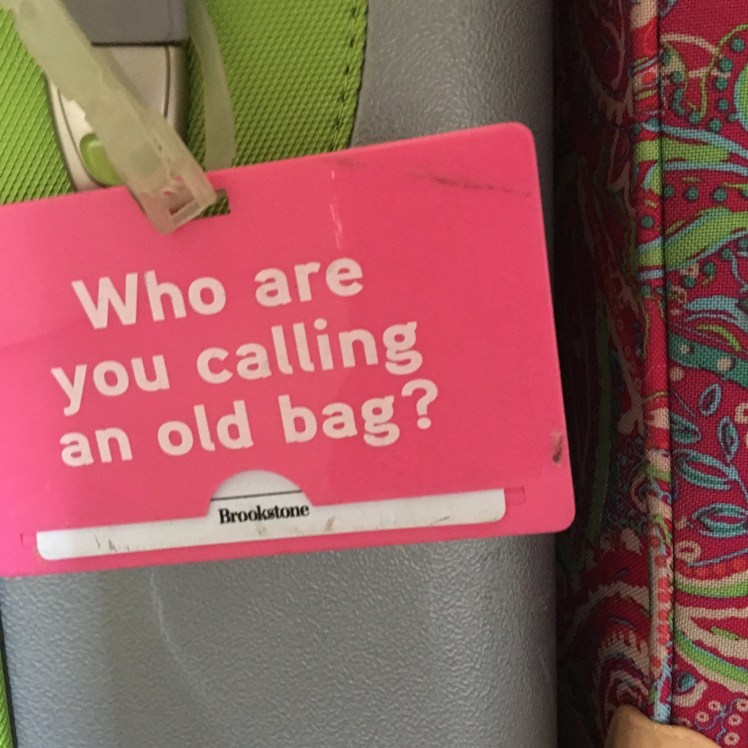 Who are
you calling
an old bag?
Brookstone